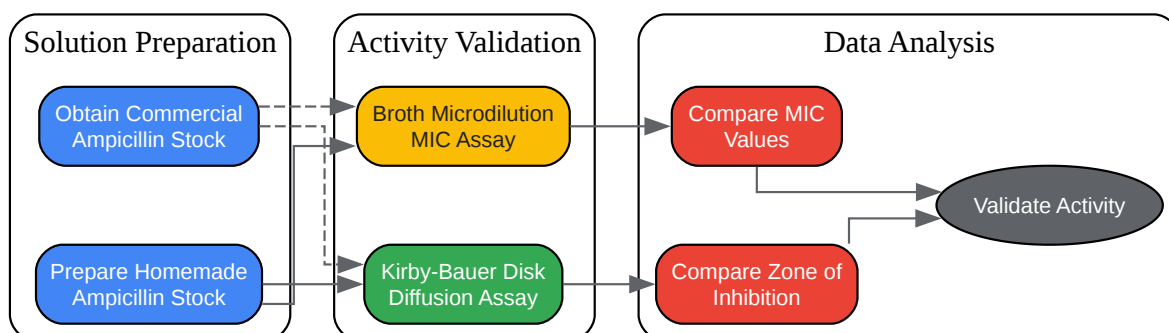 Solution Preparation
Obtain Commercial
Ampicillin Stock
Prepare Homemade
Ampicillin Stock
Activity Validation
Broth Microdilution
MIC Assay
Kirby-Bauer Disk
Diffusion Assay
Data Analysis
Compare MIC
Values
Compare Zone of
Inhibition
Validate Activity